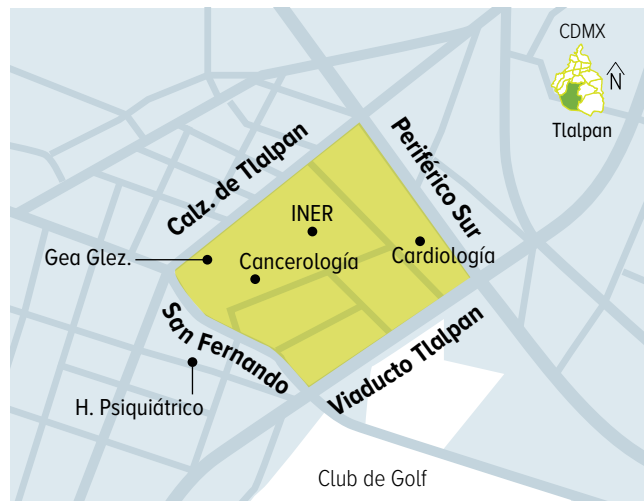 CDMX
N
Tlalpan
Calz. de Tlalpan
Periférico Sur
INER
Gea Glez.
Cancerología
Cardiología
San Fernando
Viaducto Tlalpan
H. Psiquiátrico
Club de Golf